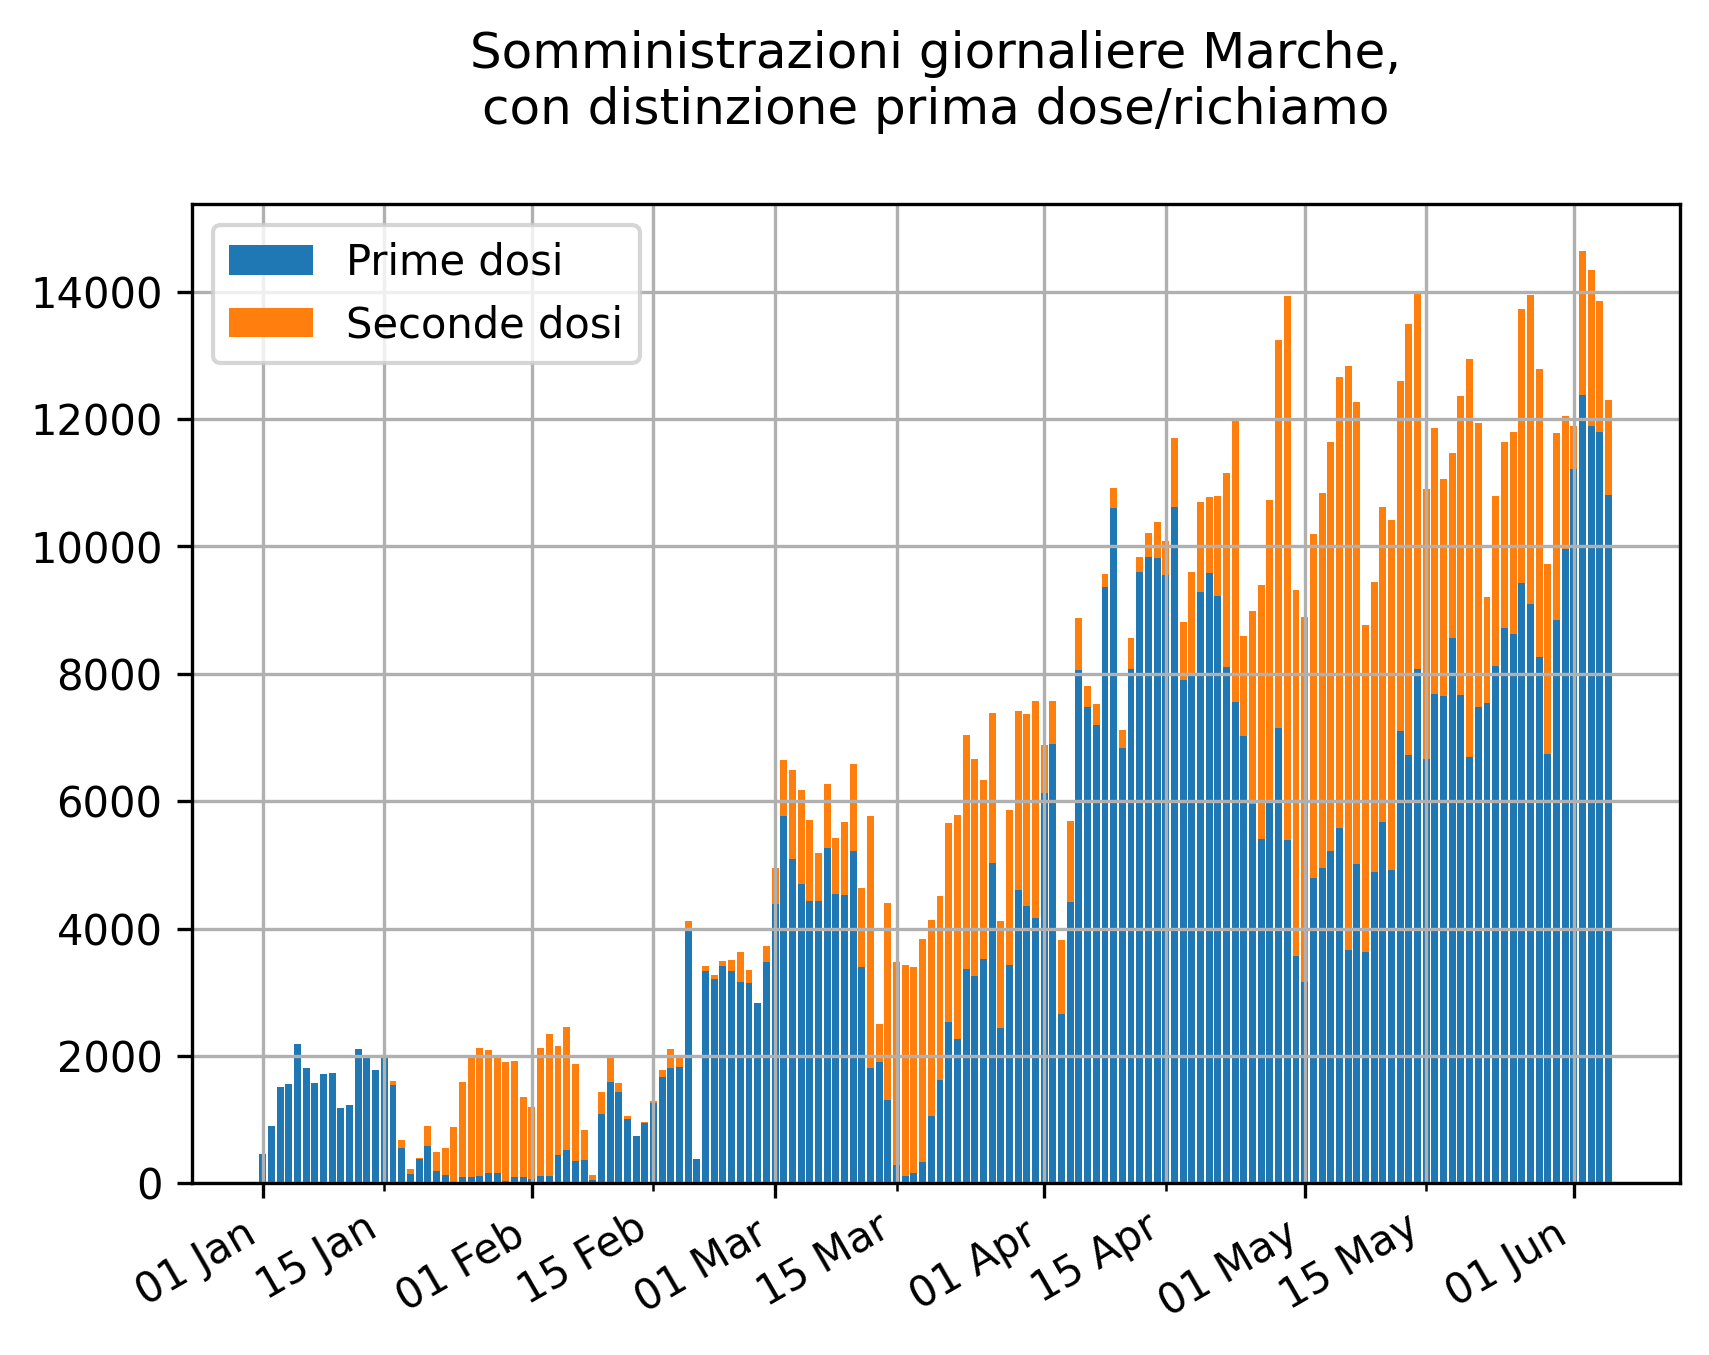 Somministrazioni giornaliere Marche,
con distinzione prima dose/richiamo
Prime dosi
Seconde dosi
14000
12000
10000
8000
6000
4000
2000
0
01 Jan
15 Jan
01 Feb
15 Feb
01 Mar
15 Mar
01 Apr
15 Apr
01 May
15 May
01 Jun